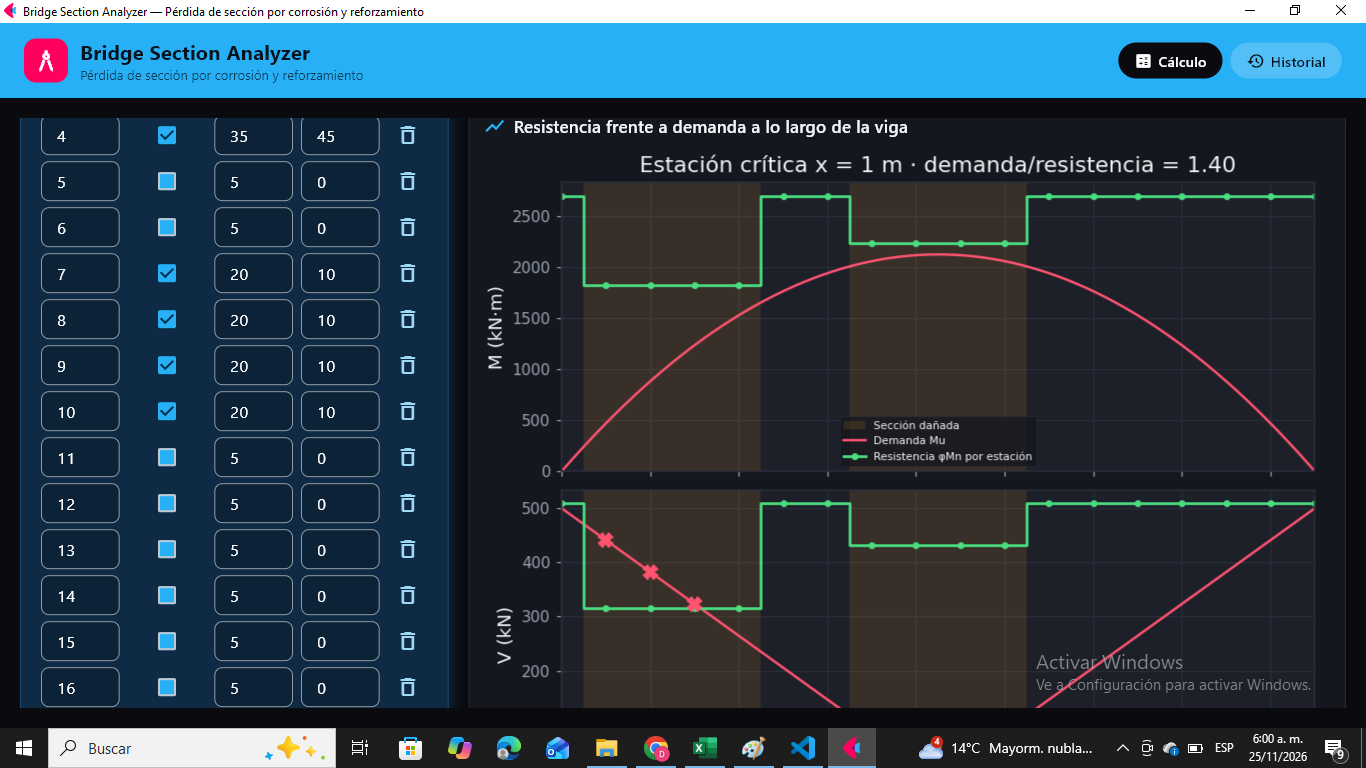 Bridge Section Analyzer — Pérdida de sección por corrosión y reforzamiento
Bridge Section Analyzer
Pérdida de sección por corrosión y reforzamiento
Cálculo
Historial
4 35 45
5 5 0
6 5 0
7 20 10
8 20 10
9 20 10
10 20 10
11 5 0
12 5 0
13 5 0
14 5 0
15 5 0
16 5 0
Resistencia frente a demanda a lo largo de la viga
Estación crítica x = 1 m · demanda/resistencia = 1.40
M (kN·m)
2500
2000
1500
1000
500
0
Sección dañada
Demanda Mu
Resistencia φMn por estación
V (kN)
500
400
300
200
Activar Windows
Ve a Configuración para activar Windows.
Buscar
4
14°C Mayorm. nubla...
ESP
6:00 a. m.
25/11/2026
9